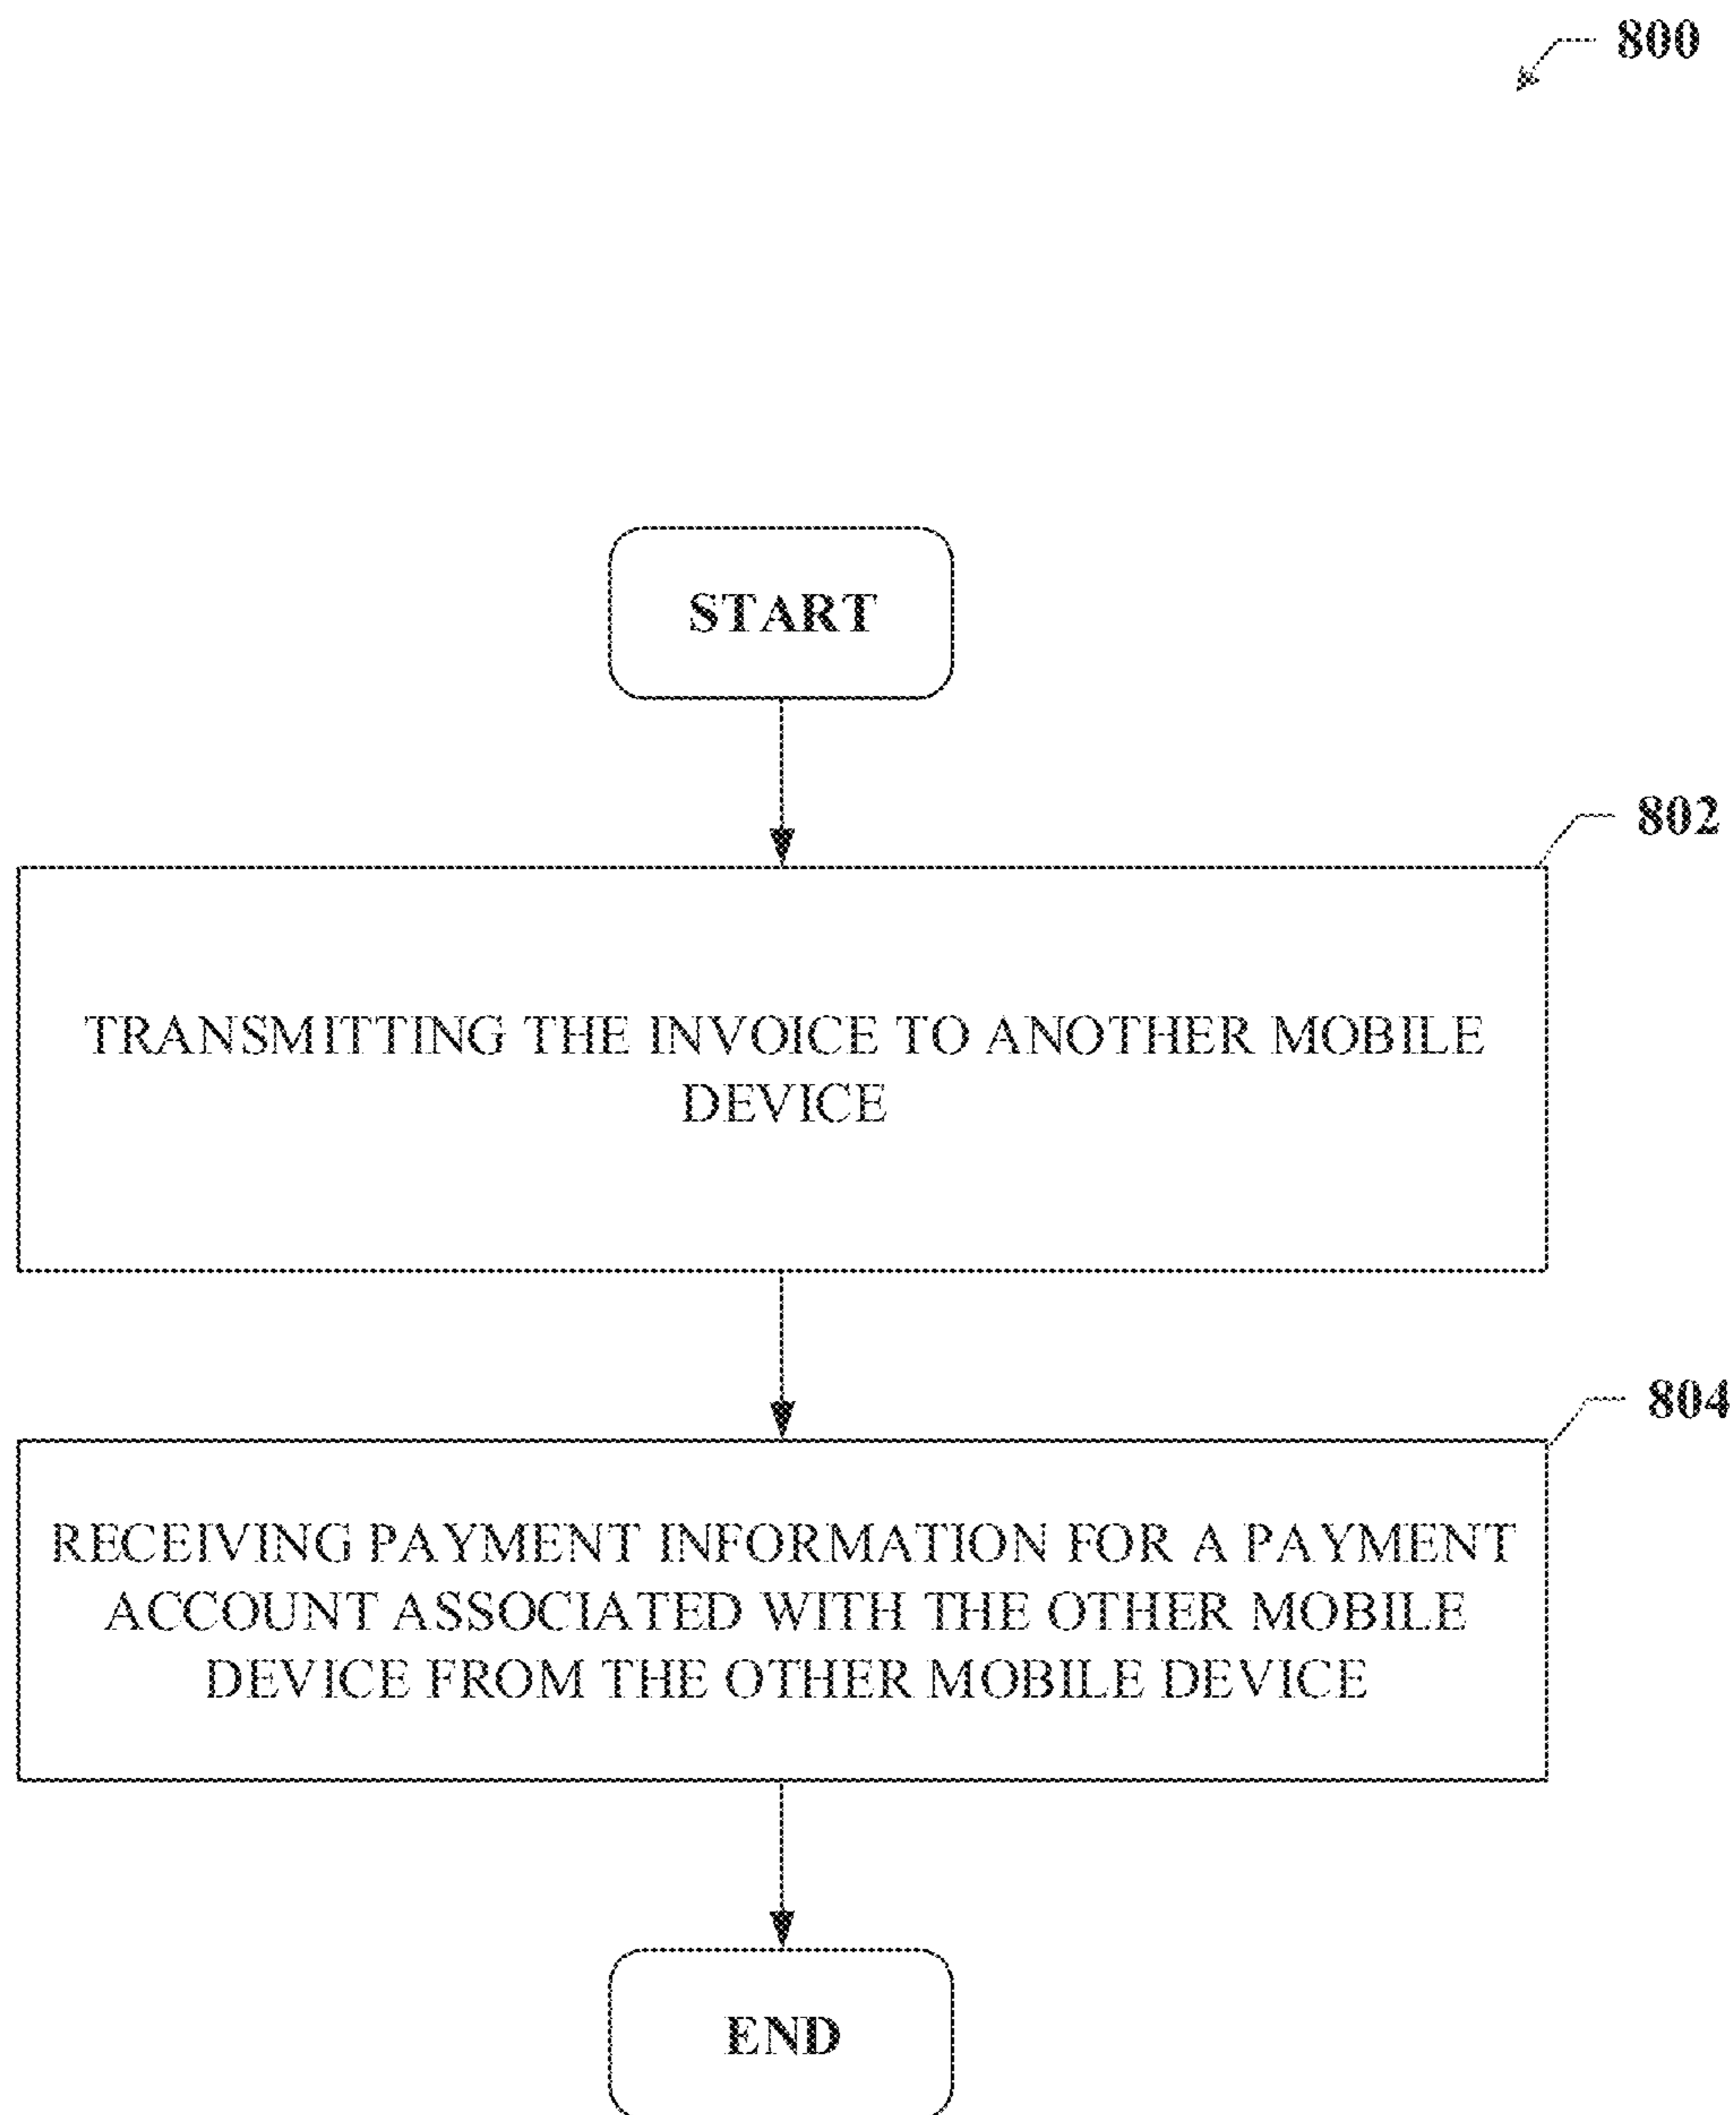 800
START
802
TRANSMITTING THE INVOICE TO ANOTHER MOBILE
DEVICE
804
RECEIVING PAYMENT INFORMATION FOR A PAYMENT
ACCOUNT ASSOCIATED WITH THE OTHER MOBILE
DEVICE FROM THE OTHER MOBILE DEVICE
END